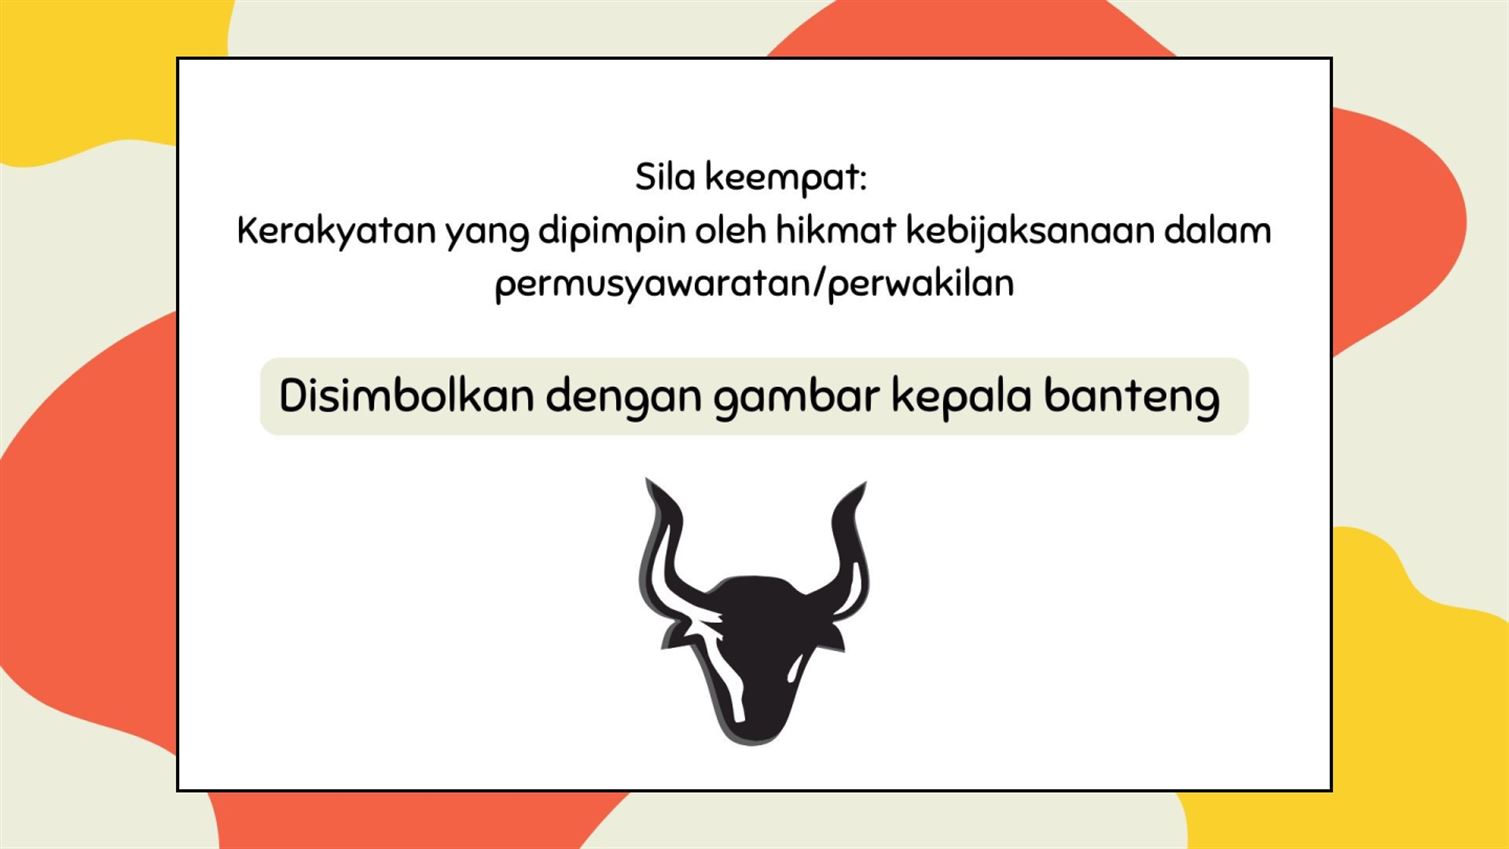 Sila keempat:
Kerakyatan yang dipimpin oleh hikmat kebijaksanaan dalam
permusyawaratan/perwakilan
Disimbolkan dengan gambar kepala banteng